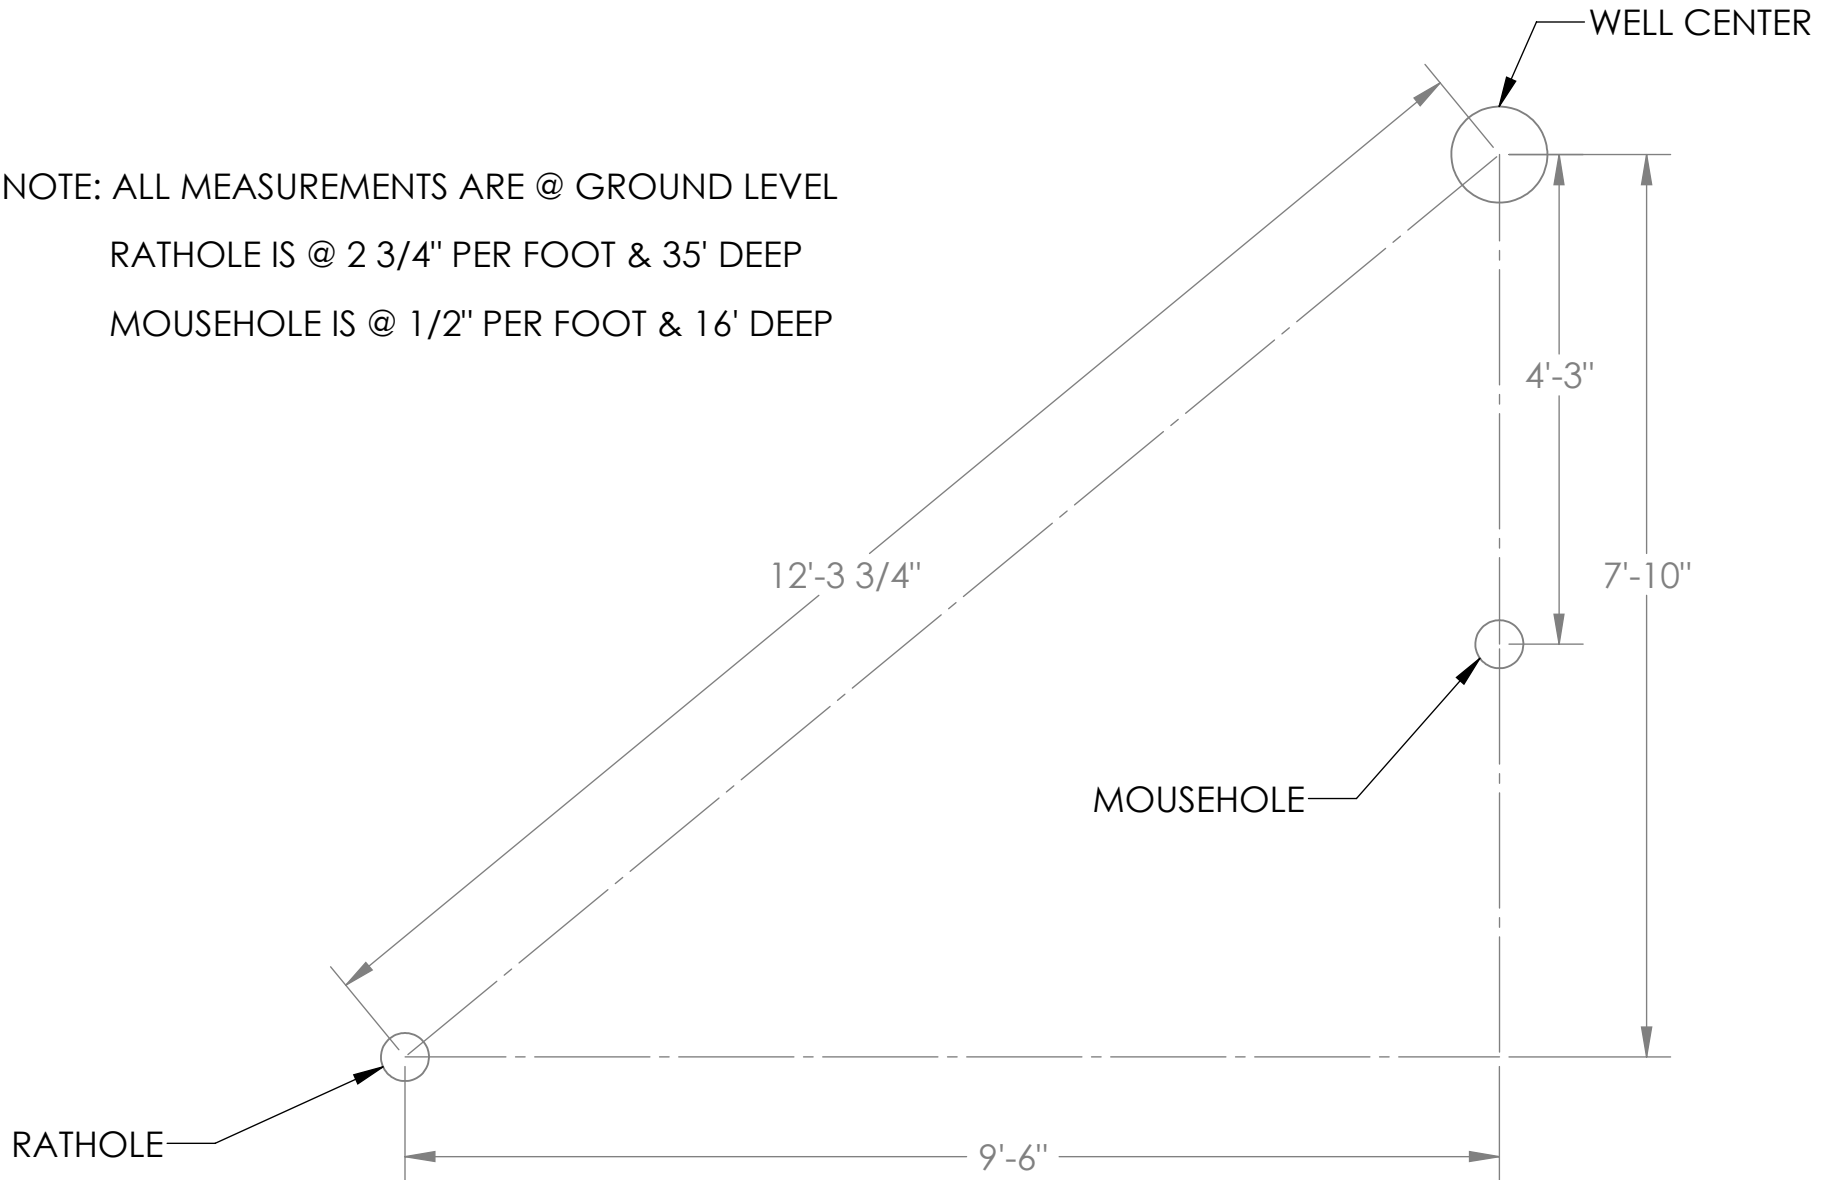 WELL CENTER
NOTE: ALL MEASUREMENTS ARE @ GROUND LEVEL
RATHOLE IS @ 2 3/4" PER FOOT & 35' DEEP
MOUSEHOLE IS @ 1/2" PER FOOT & 16' DEEP
4'-3"
12'-3 3/4"
7'-10"
MOUSEHOLE
RATHOLE
9'-6"